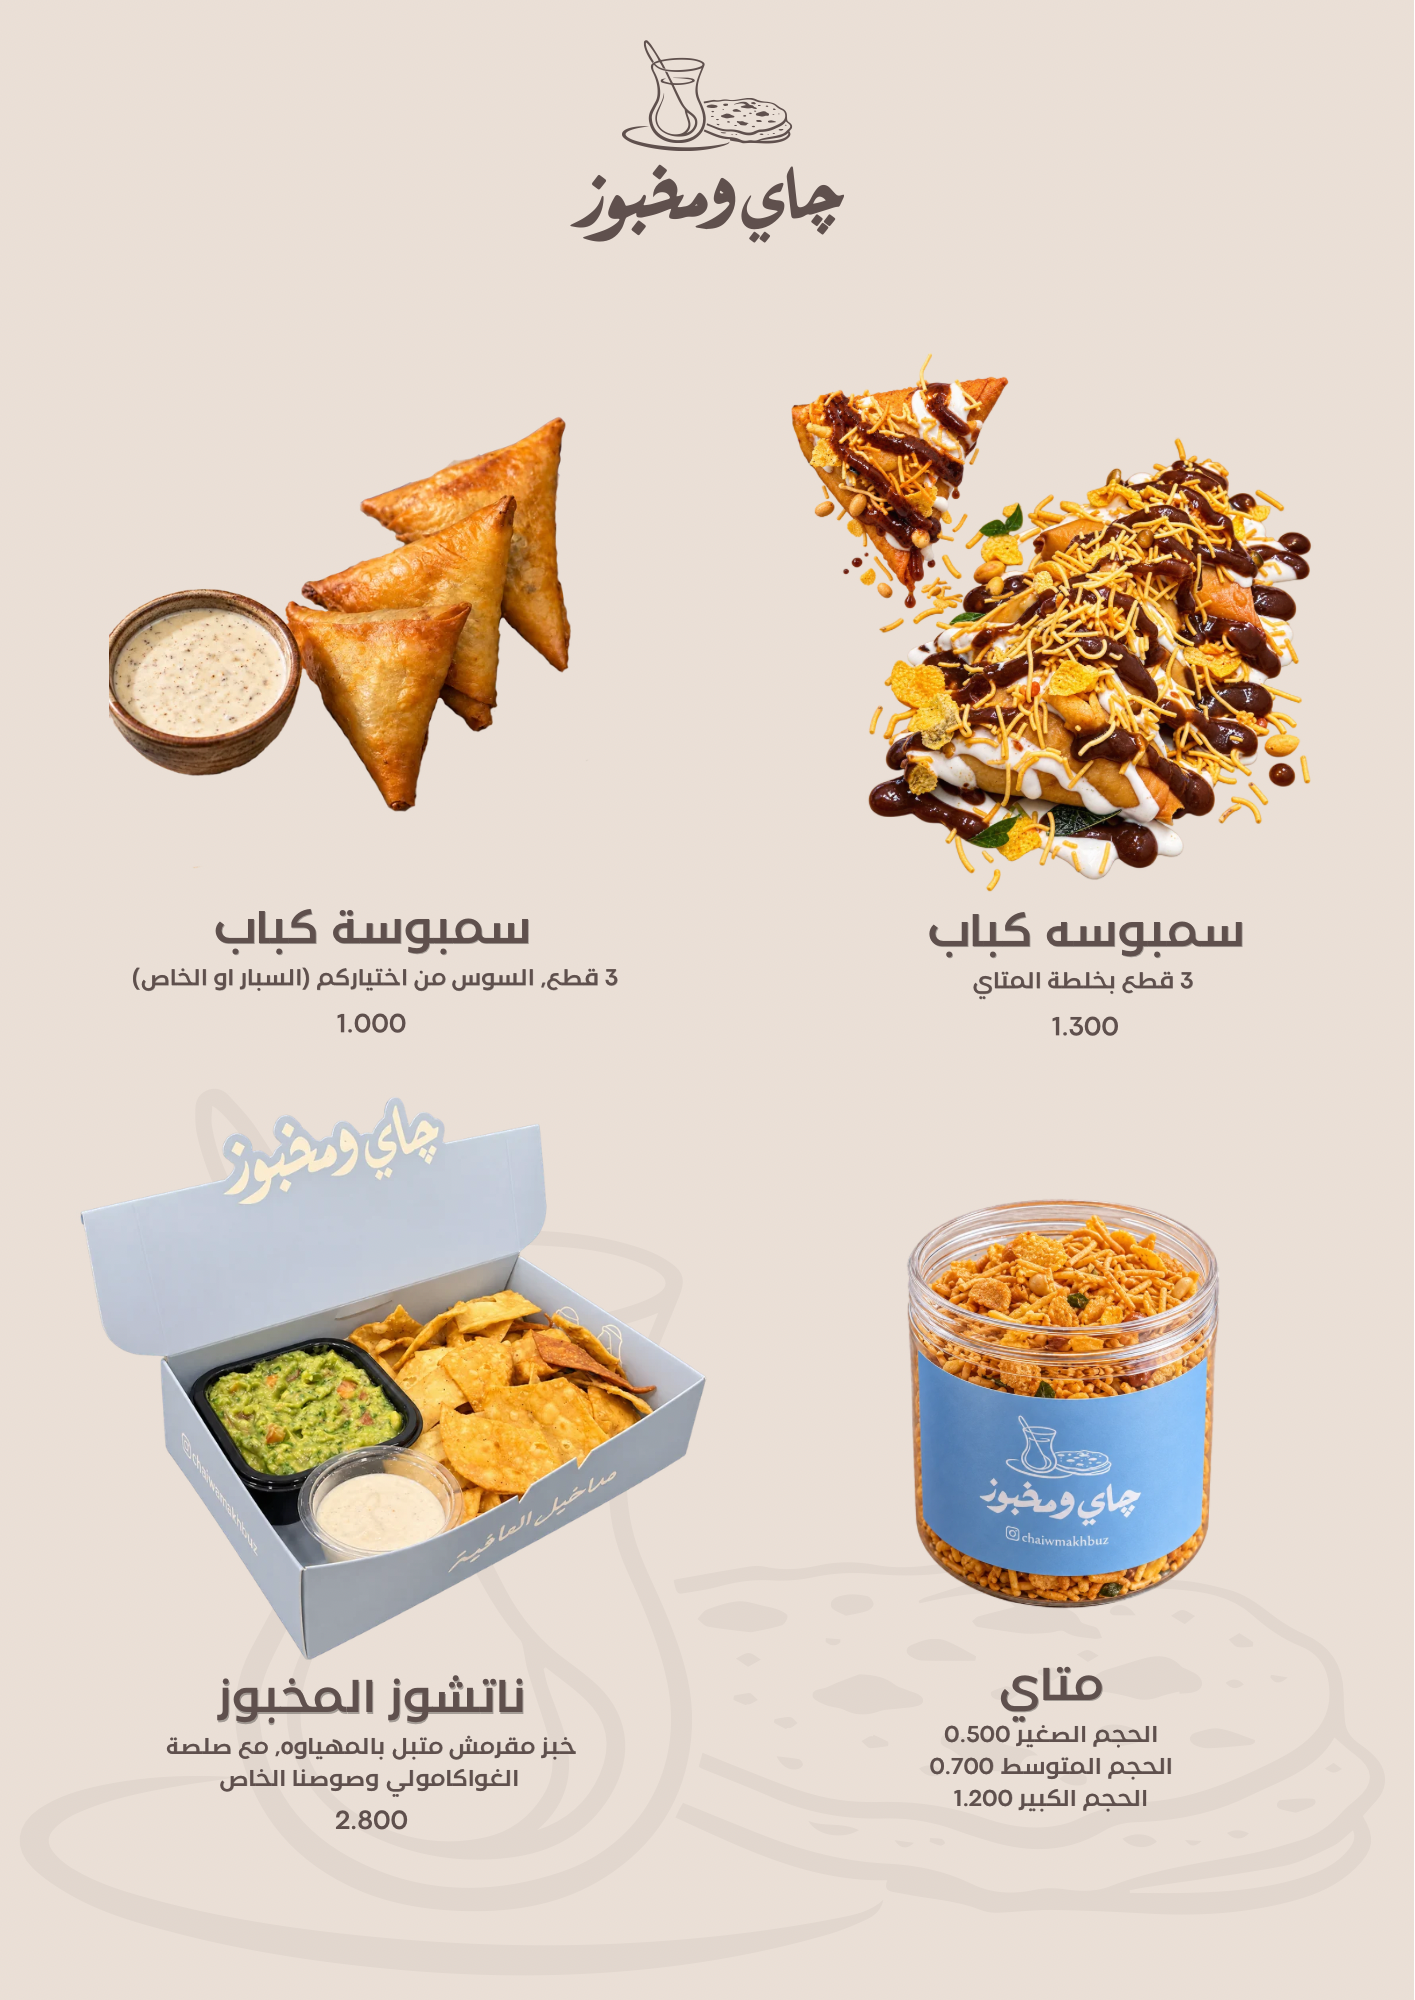 چاي ومخبوز
سمبوسه كباب
3 قطع بخلطة المتاي
1.300
سمبوسة كباب
3 قطع, السوس من اختياركم (السبار او الخاص)
1.000
متاي
الحجم الصغير 0.500
الحجم المتوسط 0.700
الحجم الكبير 1.200
چاي ومخبوز
chaiwmakhbuz
چاي ومخبوز
chaiwmakhbuz
ناتشوز المخبوز
خبز مقرمش متبل بالمهياوه, مع صلصة
الغواكامولي وصوصنا الخاص
2.800